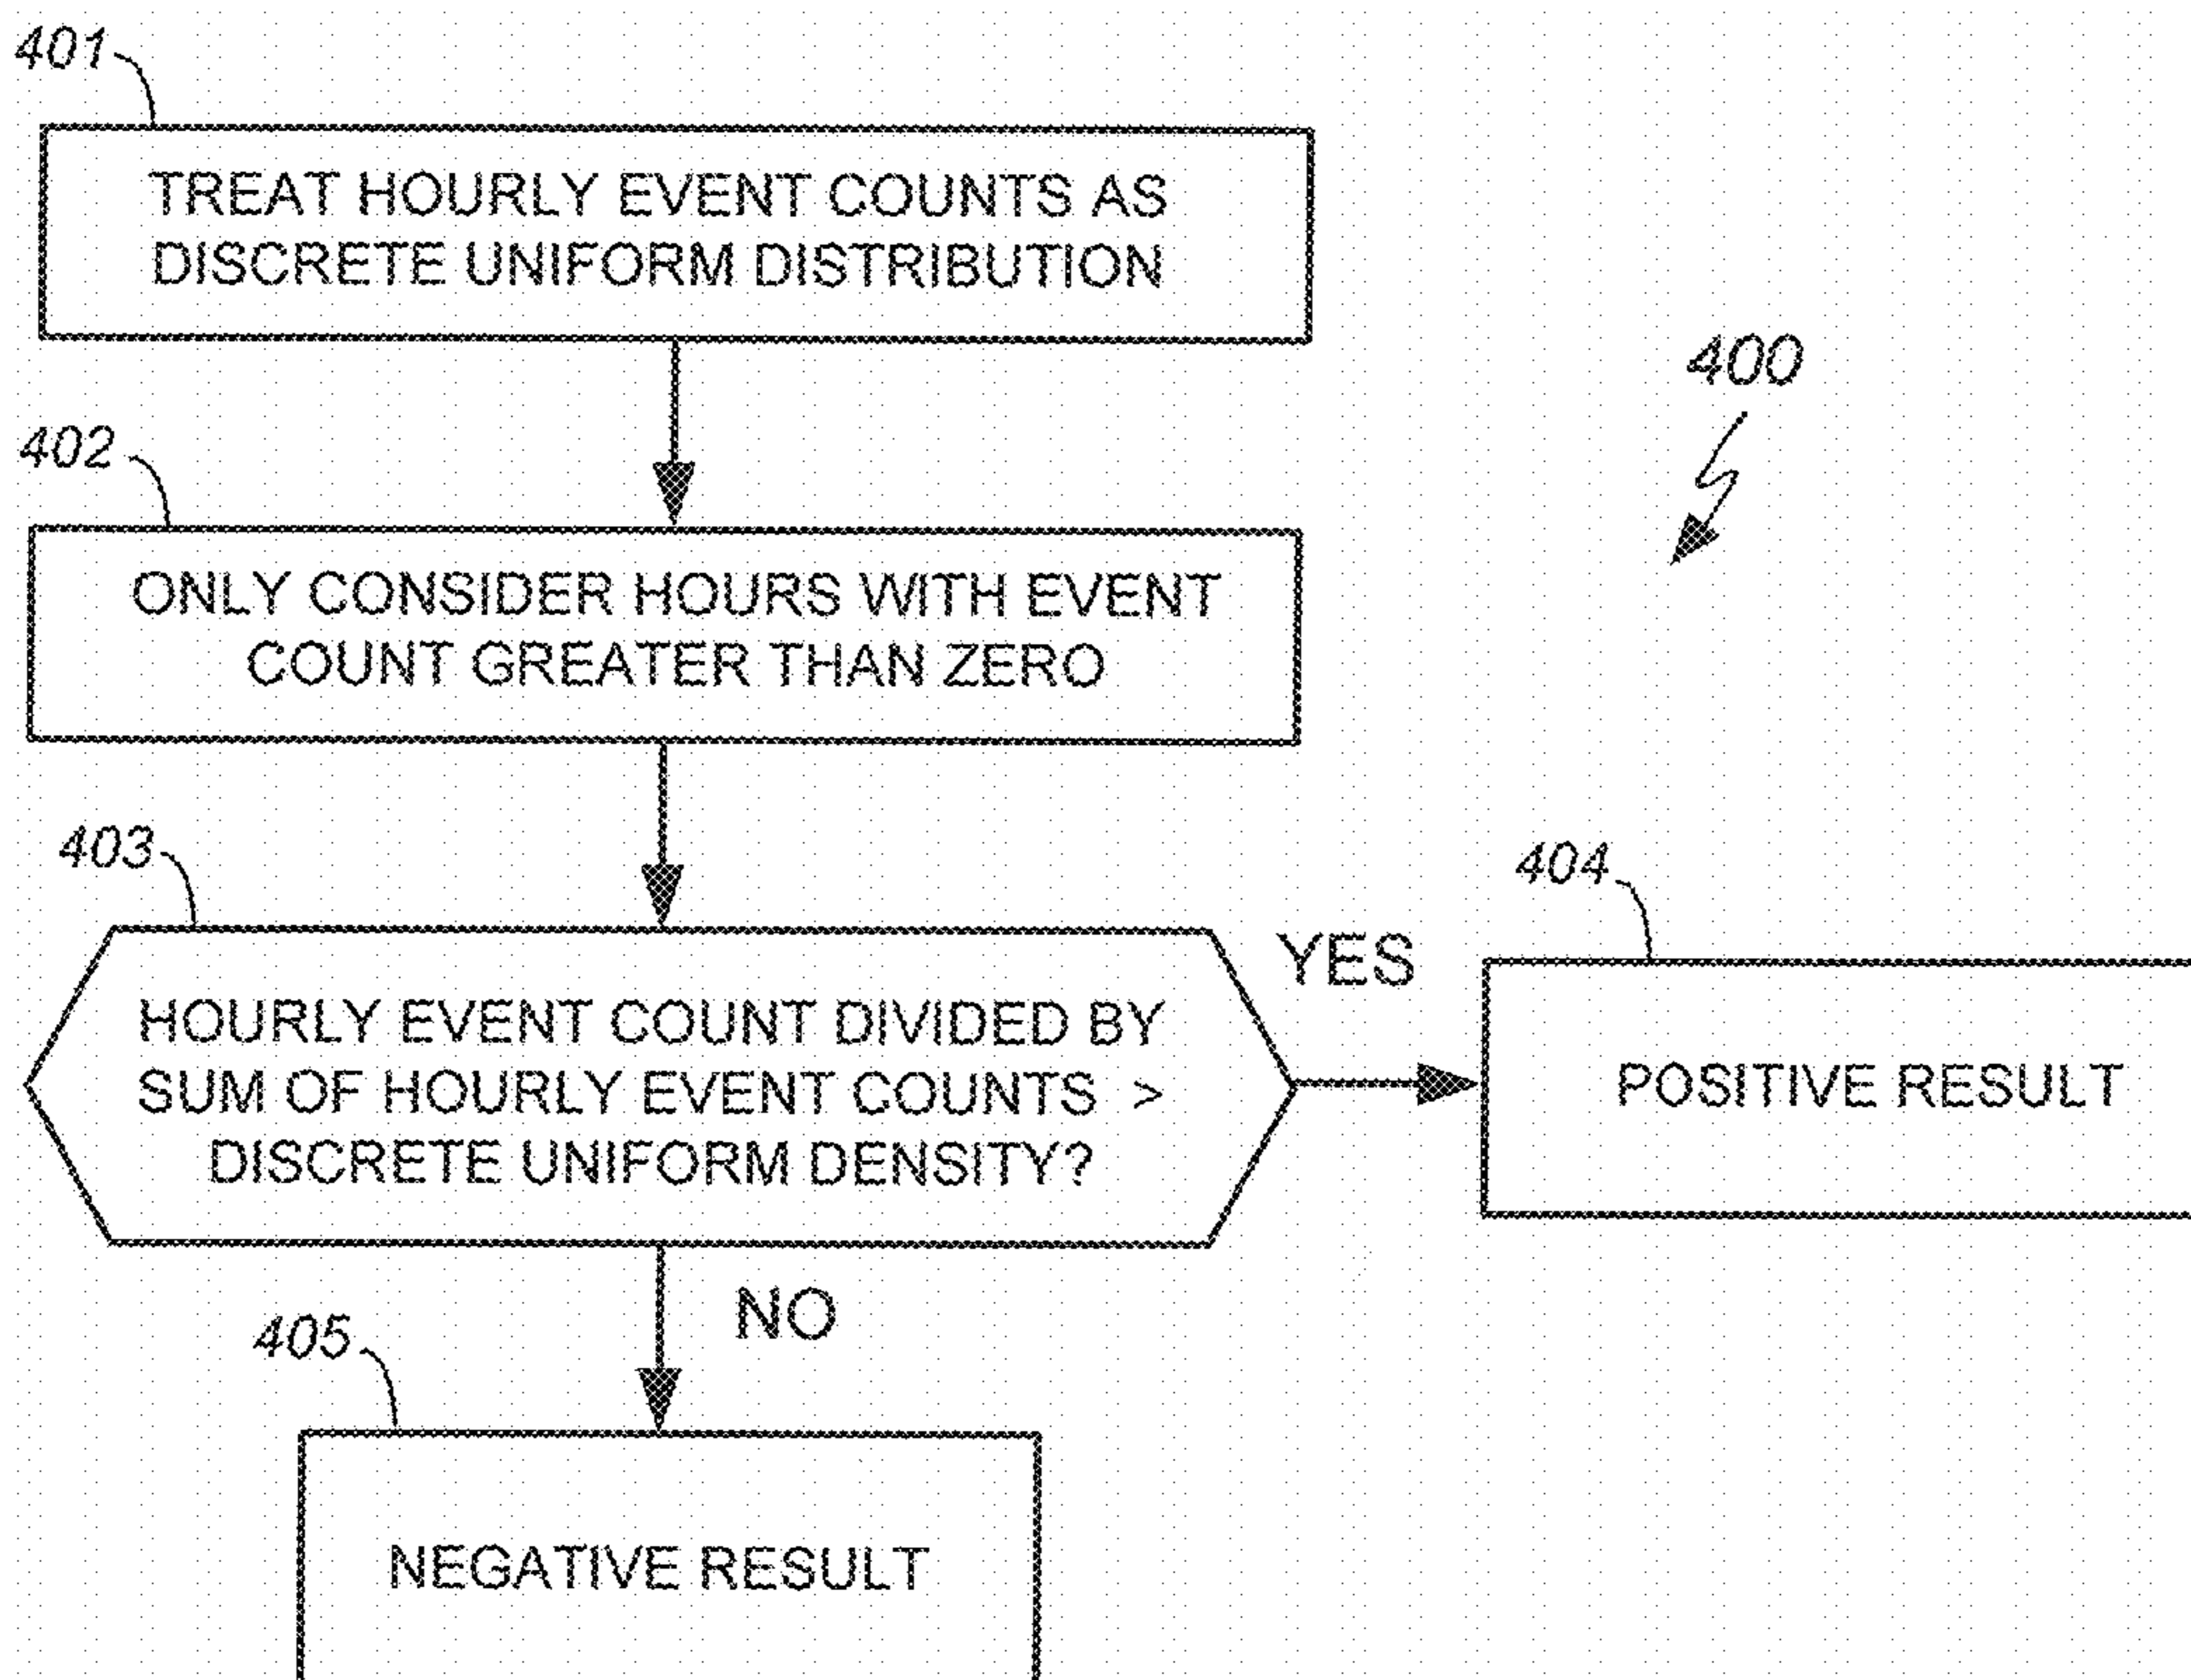 401
TREAT HOURLY EVENT COUNTS AS
DISCRETE UNIFORM DISTRIBUTION
400
402
ONLY CONSIDER HOURS WITH EVENT
COUNT GREATER THAN ZERO
403
HOURLY EVENT COUNT DIVIDED BY
SUM OF HOURLY EVENT COUNTS >
DISCRETE UNIFORM DENSITY?
YES
404
POSITIVE RESULT
NO
405
NEGATIVE RESULT